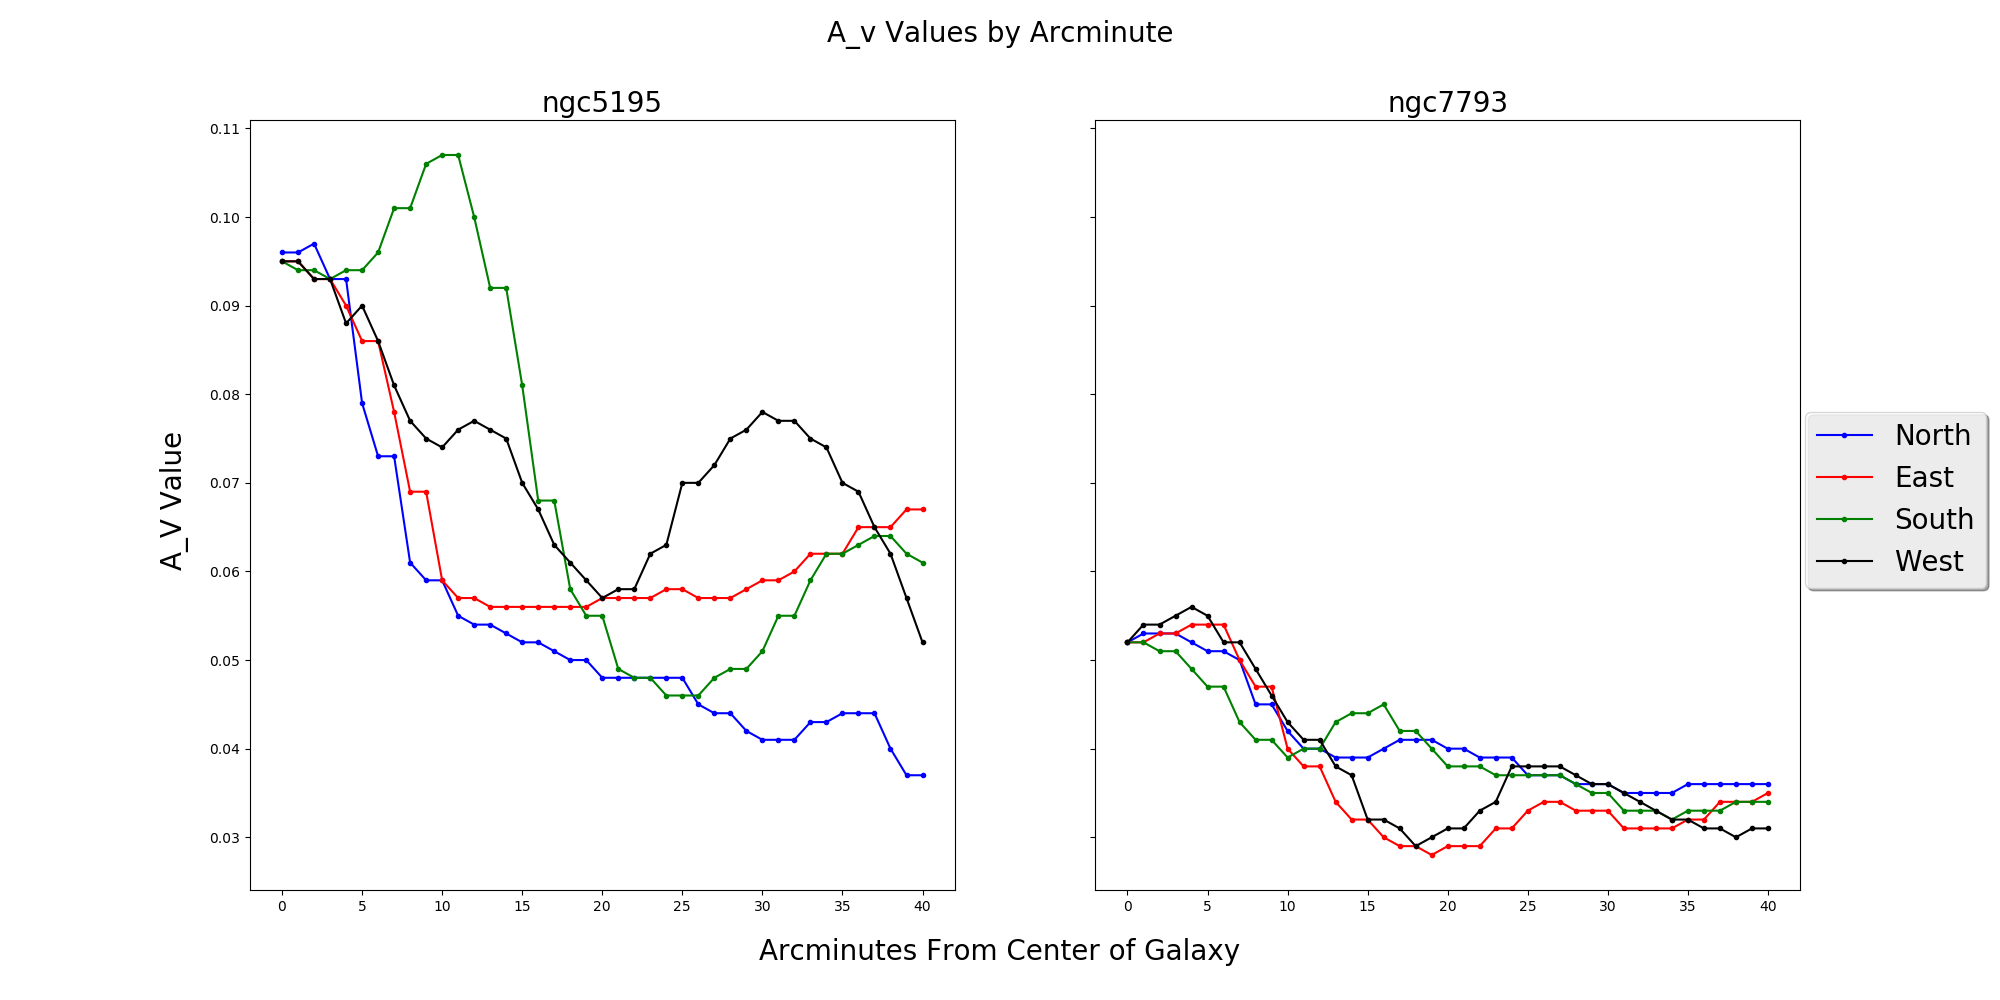 A_v Values by Arcminute
ngc5195
ngc7793
0.11
0.10
0.09
0.08
0.07
0.06
0.05
0.04
0.03
A_V Value
0 5 10 15 20 25 30 35 40
0 5 10 15 20 25 30 35 40
Arcminutes From Center of Galaxy
North
East
South
West